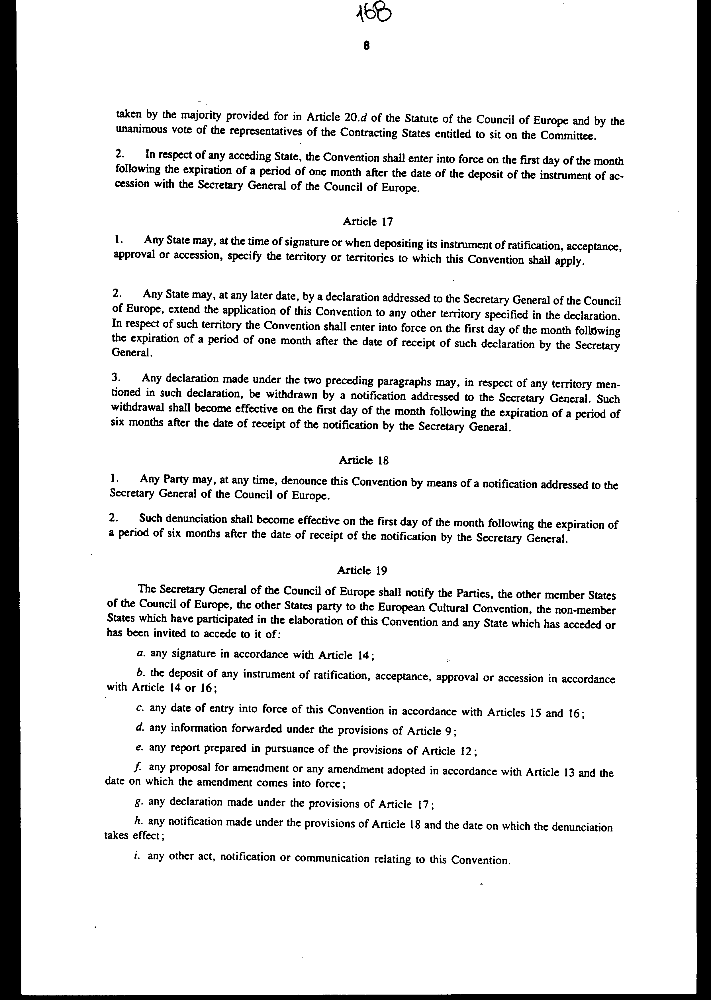 168
8
taken by the majority provided for in Article 20.d of the Statute of the Council of Europe and by the
unanimous vote of the representatives of the Contracting States entitled to sit on the Committee.
2. In respect of any acceding State, the Convention shall enter into force on the first day of the month
following the expiration of a period of one month after the date of the deposit of the instrument of ac-
cession with the Secretary General of the Council of Europe.
Article 17
1. Any State may, at the time of signature or when depositing its instrument of ratification, acceptance,
approval or accession, specify the territory or territories to which this Convention shall apply.
2. Any State may, at any later date, by a declaration addressed to the Secretary General of the Council
of Europe, extend the application of this Convention to any other territory specified in the declaration.
In respect of such territory the Convention shall enter into force on the first day of the month following
the expiration of a period of one month after the date of receipt of such declaration by the Secretary
General.
3. Any declaration made under the two preceding paragraphs may, in respect of any territory men-
tioned in such declaration, be withdrawn by a notification addressed to the Secretary General. Such
withdrawal shall become effective on the first day of the month following the expiration of a period of
six months after the date of receipt of the notification by the Secretary General.
Article 18
1. Any Party may, at any time, denounce this Convention by means of a notification addressed to the
Secretary General of the Council of Europe.
2. Such denunciation shall become effective on the first day of the month following the expiration of
a period of six months after the date of receipt of the notification by the Secretary General.
Article 19
The Secretary General of the Council of Europe shall notify the Parties, the other member States
of the Council of Europe, the other States party to the European Cultural Convention, the non-member
States which have participated in the elaboration of this Convention and any State which has acceded or
has been invited to accede to it of:
a. any signature in accordance with Article 14;
b. the deposit of any instrument of ratification, acceptance, approval or accession in accordance
with Article 14 or 16;
c. any date of entry into force of this Convention in accordance with Articles 15 and 16;
d. any information forwarded under the provisions of Article 9;
e. any report prepared in pursuance of the provisions of Article 12;
f. any proposal for amendment or any amendment adopted in accordance with Article 13 and the
date on which the amendment comes into force;
g. any declaration made under the provisions of Article 17;
h. any notification made under the provisions of Article 18 and the date on which the denunciation
takes effect;
i. any other act, notification or communication relating to this Convention.